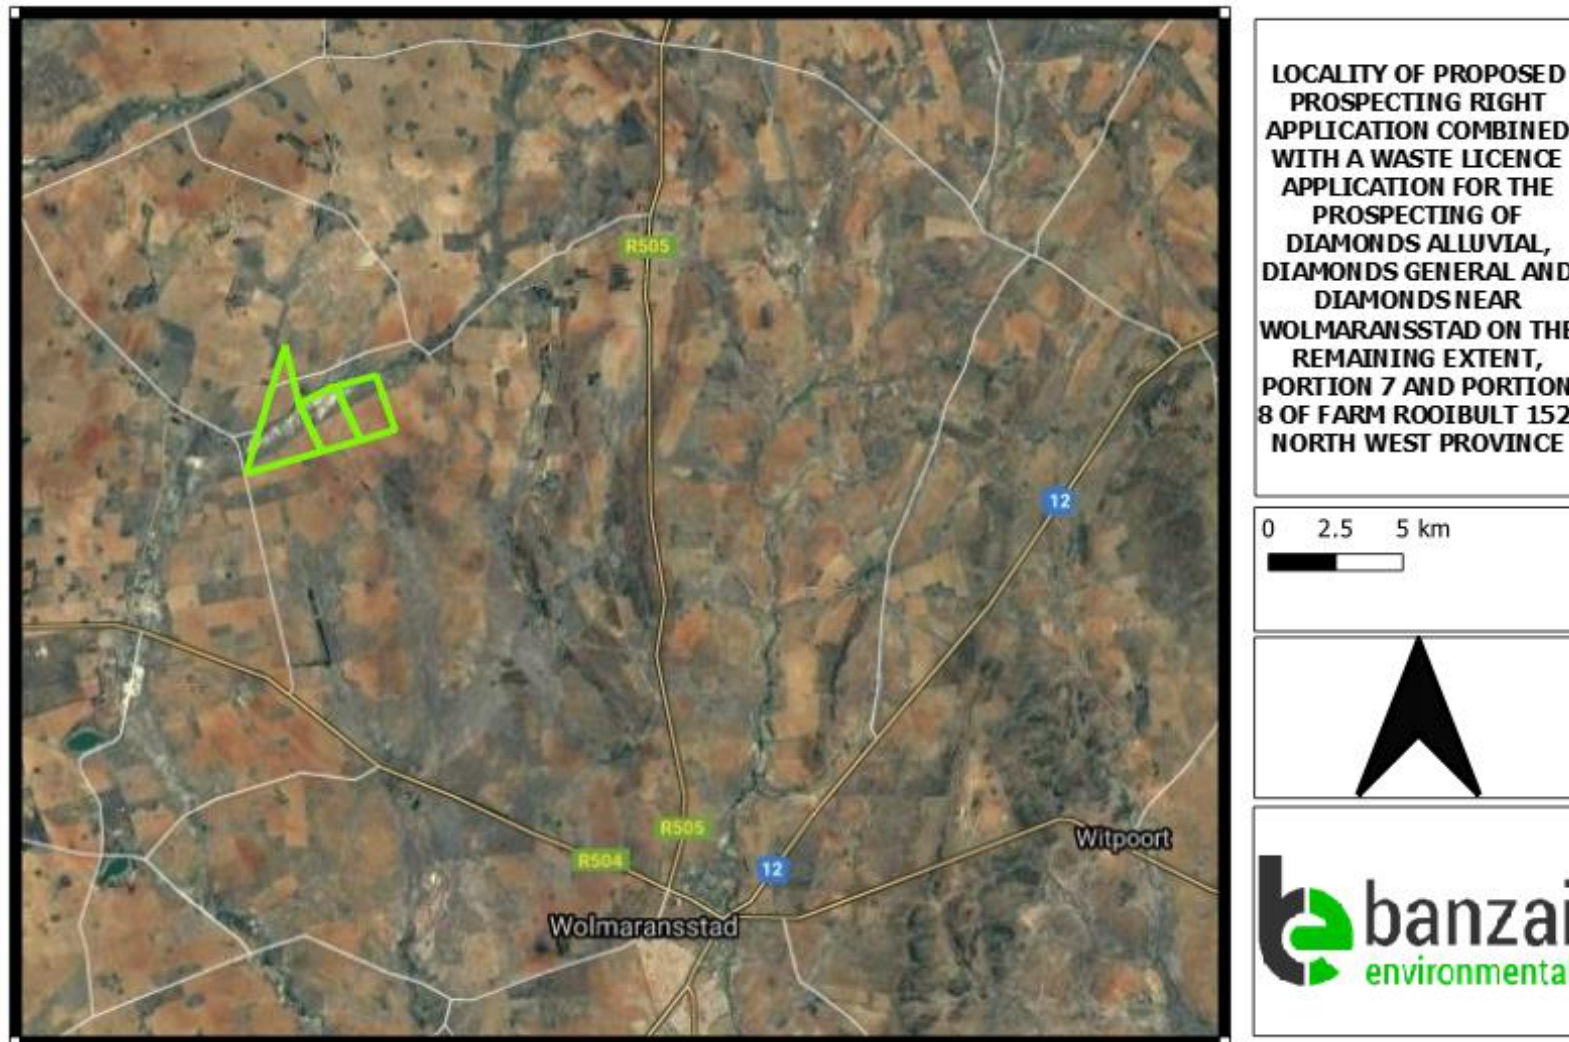 R505
12
R505
R504
12
Witpoort
Wolmaransstad
LOCALITY OF PROPOSED
PROSPECTING RIGHT
APPLICATION COMBINED
WITH A WASTE LICENCE
APPLICATION FOR THE
PROSPECTING OF
DIAMONDS ALLUVIAL,
DIAMONDS GENERAL AND
DIAMONDS NEAR
WOLMARANSSTAD ON THE
REMAINING EXTENT,
PORTION 7 AND PORTION
8 OF FARM ROOIBULT 152
NORTH WEST PROVINCE
0 2.5 5 km
banzai
environmental